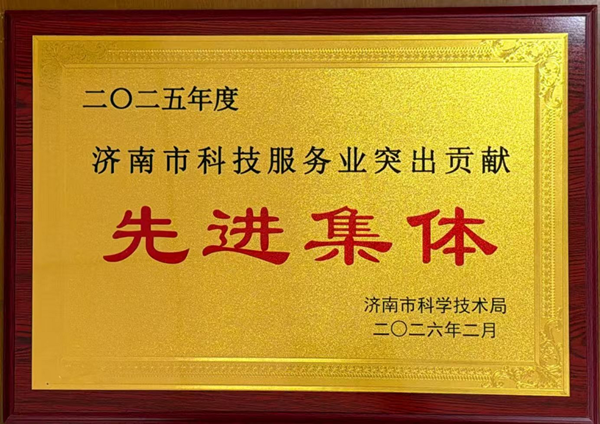 二〇二五年度
济南市科技服务业突出贡献
先进集体
济南市科学技术局
二〇二六年二月